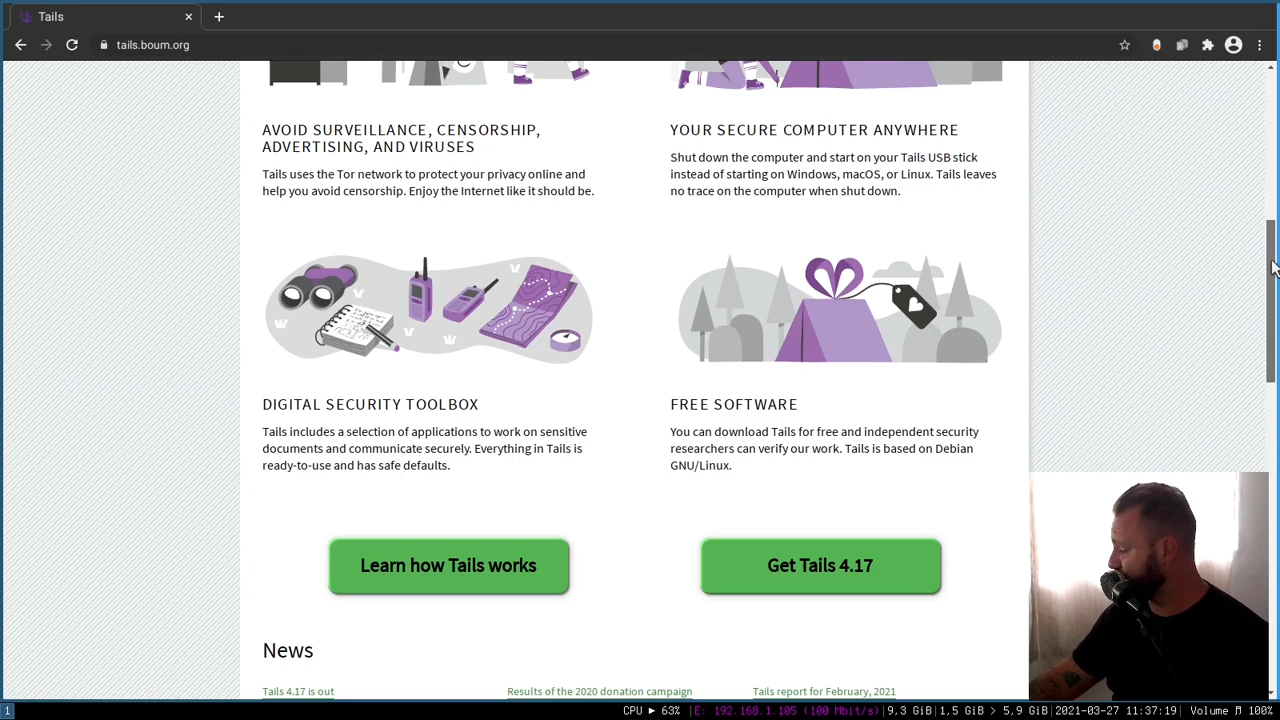 Tails
tails.boum.org
AVOID SURVEILLANCE, CENSORSHIP,
ADVERTISING, AND VIRUSES
Tails uses the Tor network to protect your privacy online and
help you avoid censorship. Enjoy the Internet like it should be.
YOUR SECURE COMPUTER ANYWHERE
Shut down the computer and start on your Tails USB stick
instead of starting on Windows, macOS, or Linux. Tails leaves
no trace on the computer when shut down.
DIGITAL SECURITY TOOLBOX
Tails includes a selection of applications to work on sensitive
documents and communicate securely. Everything in Tails is
ready-to-use and has safe defaults.
FREE SOFTWARE
You can download Tails for free and independent security
researchers can verify our work. Tails is based on Debian
GNU/Linux.
Learn how Tails works
Get Tails 4.17
News
Tails 4.17 is out
Results of the 2020 donation campaign
Tails report for February, 2021
1
CPU ► 63% |E: 192.168.1.105 (100 Mbit/s)|9,3 GiB|1,5 GiB > 5,9 GiB|2021-03-27 11:37:19| Volume ♬ 100%